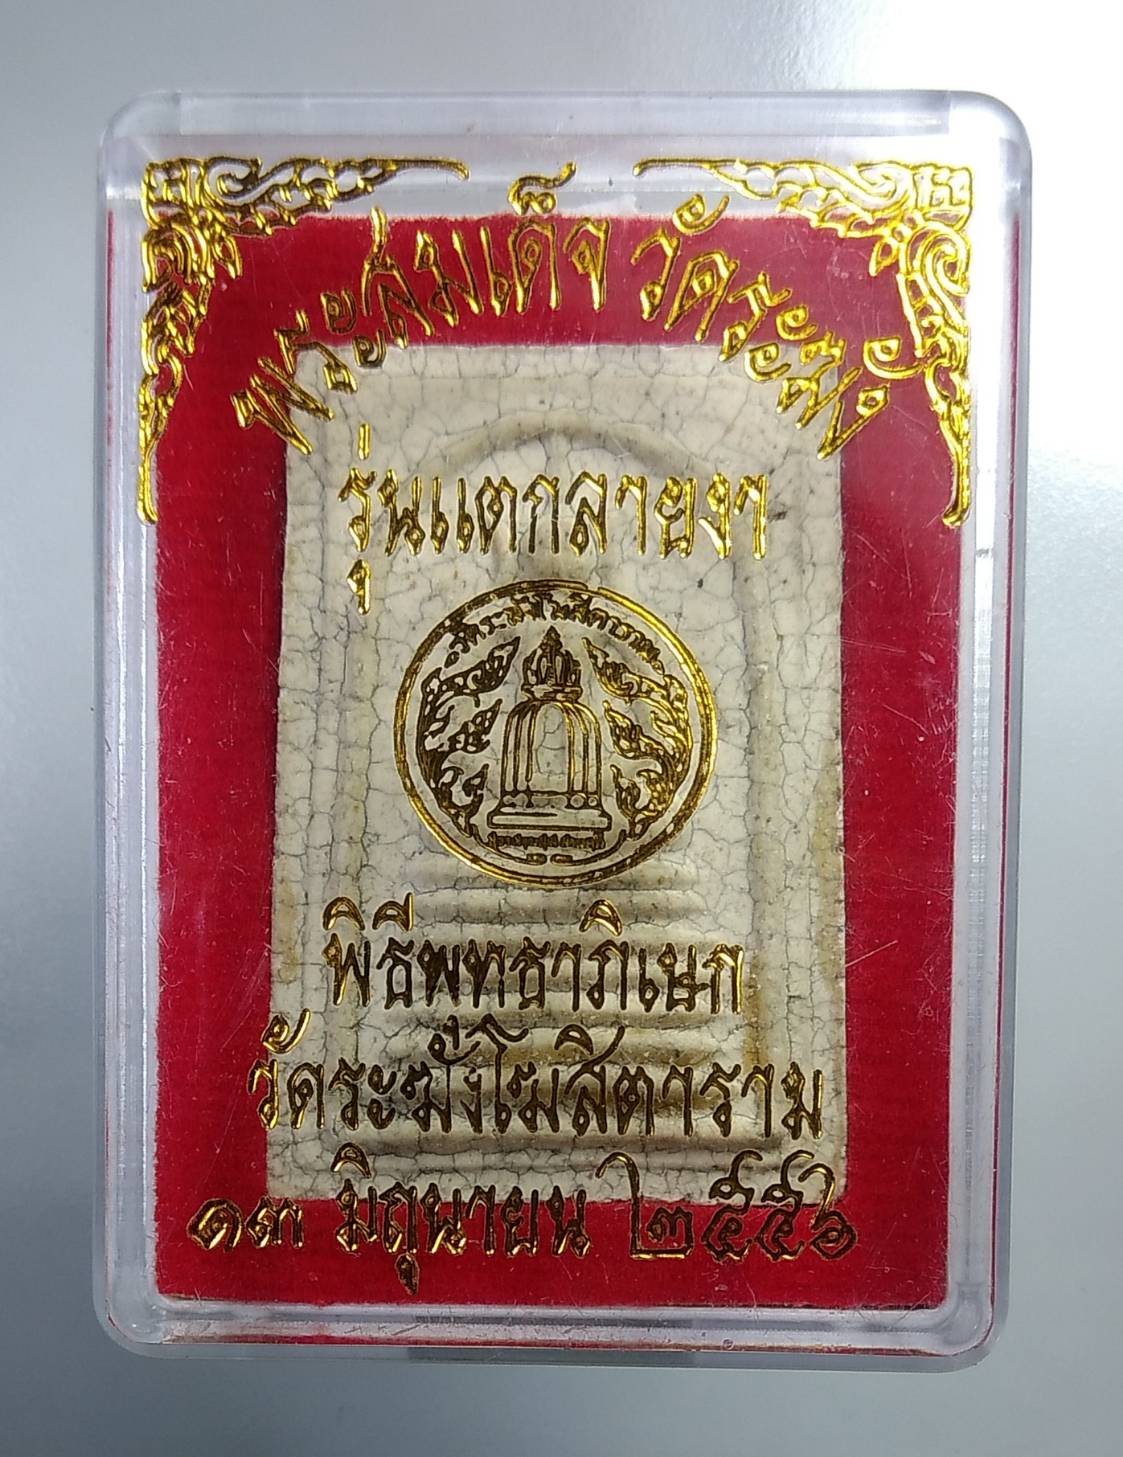 พระสมเด็จ วัดระฆัง
รุ่นแตกลายงา
พิธีพุทธาภิเษก
วัดระฆังโฆสิตาราม
๑๓ มิถุนายน ๒๕๕๖